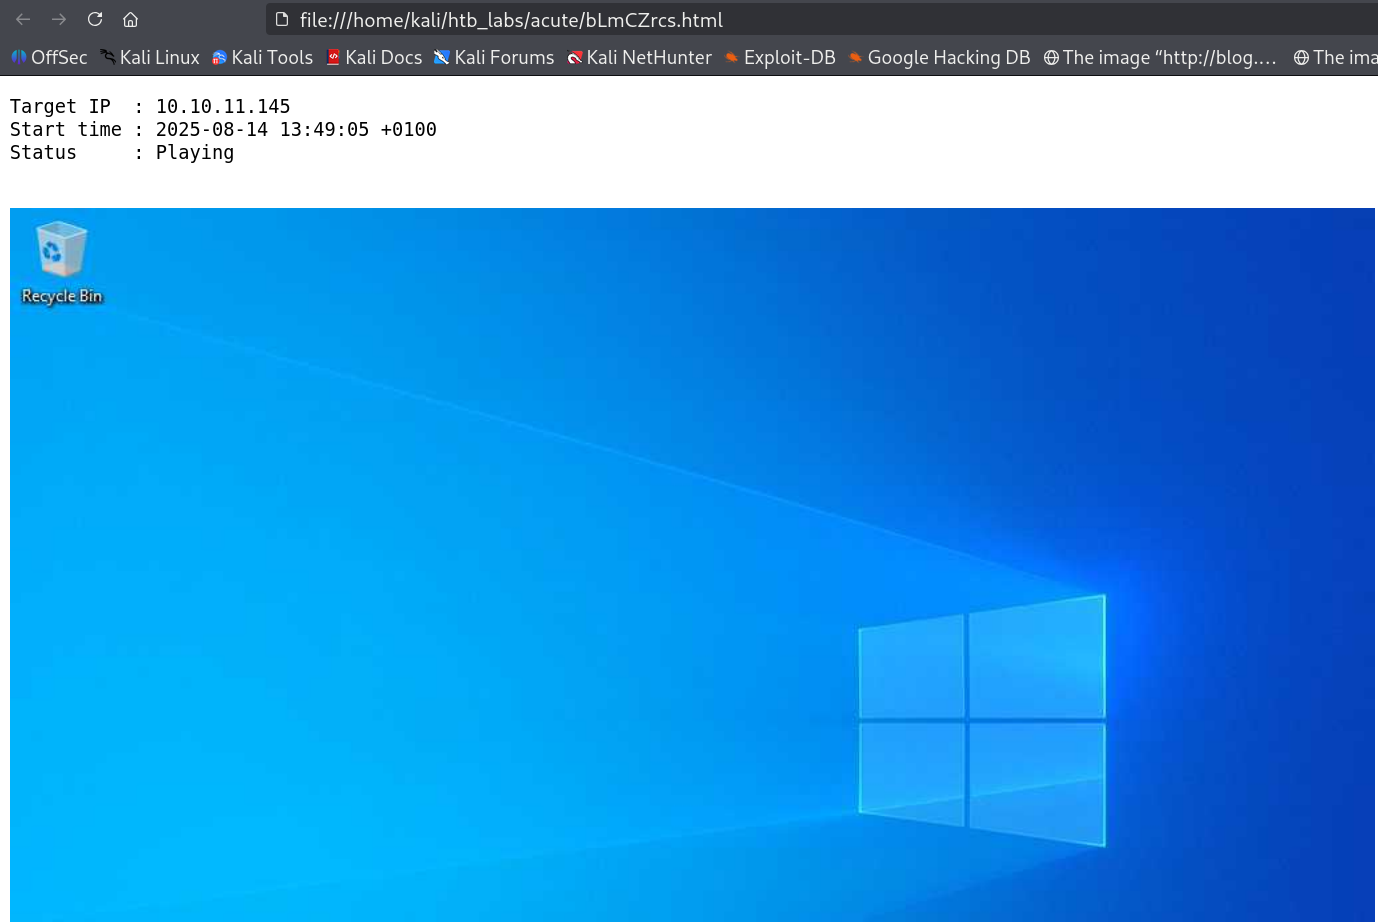 file:///home/kali/htb_labs/acute/bLmCZrcs.html
OffSec Kali Linux Kali Tools Kali Docs Kali Forums Kali NetHunter Exploit-DB Google Hacking DB The image “http://blog.... The ima
Target IP  : 10.10.11.145
Start time : 2025-08-14 13:49:05 +0100
Status     : Playing
Recycle Bin